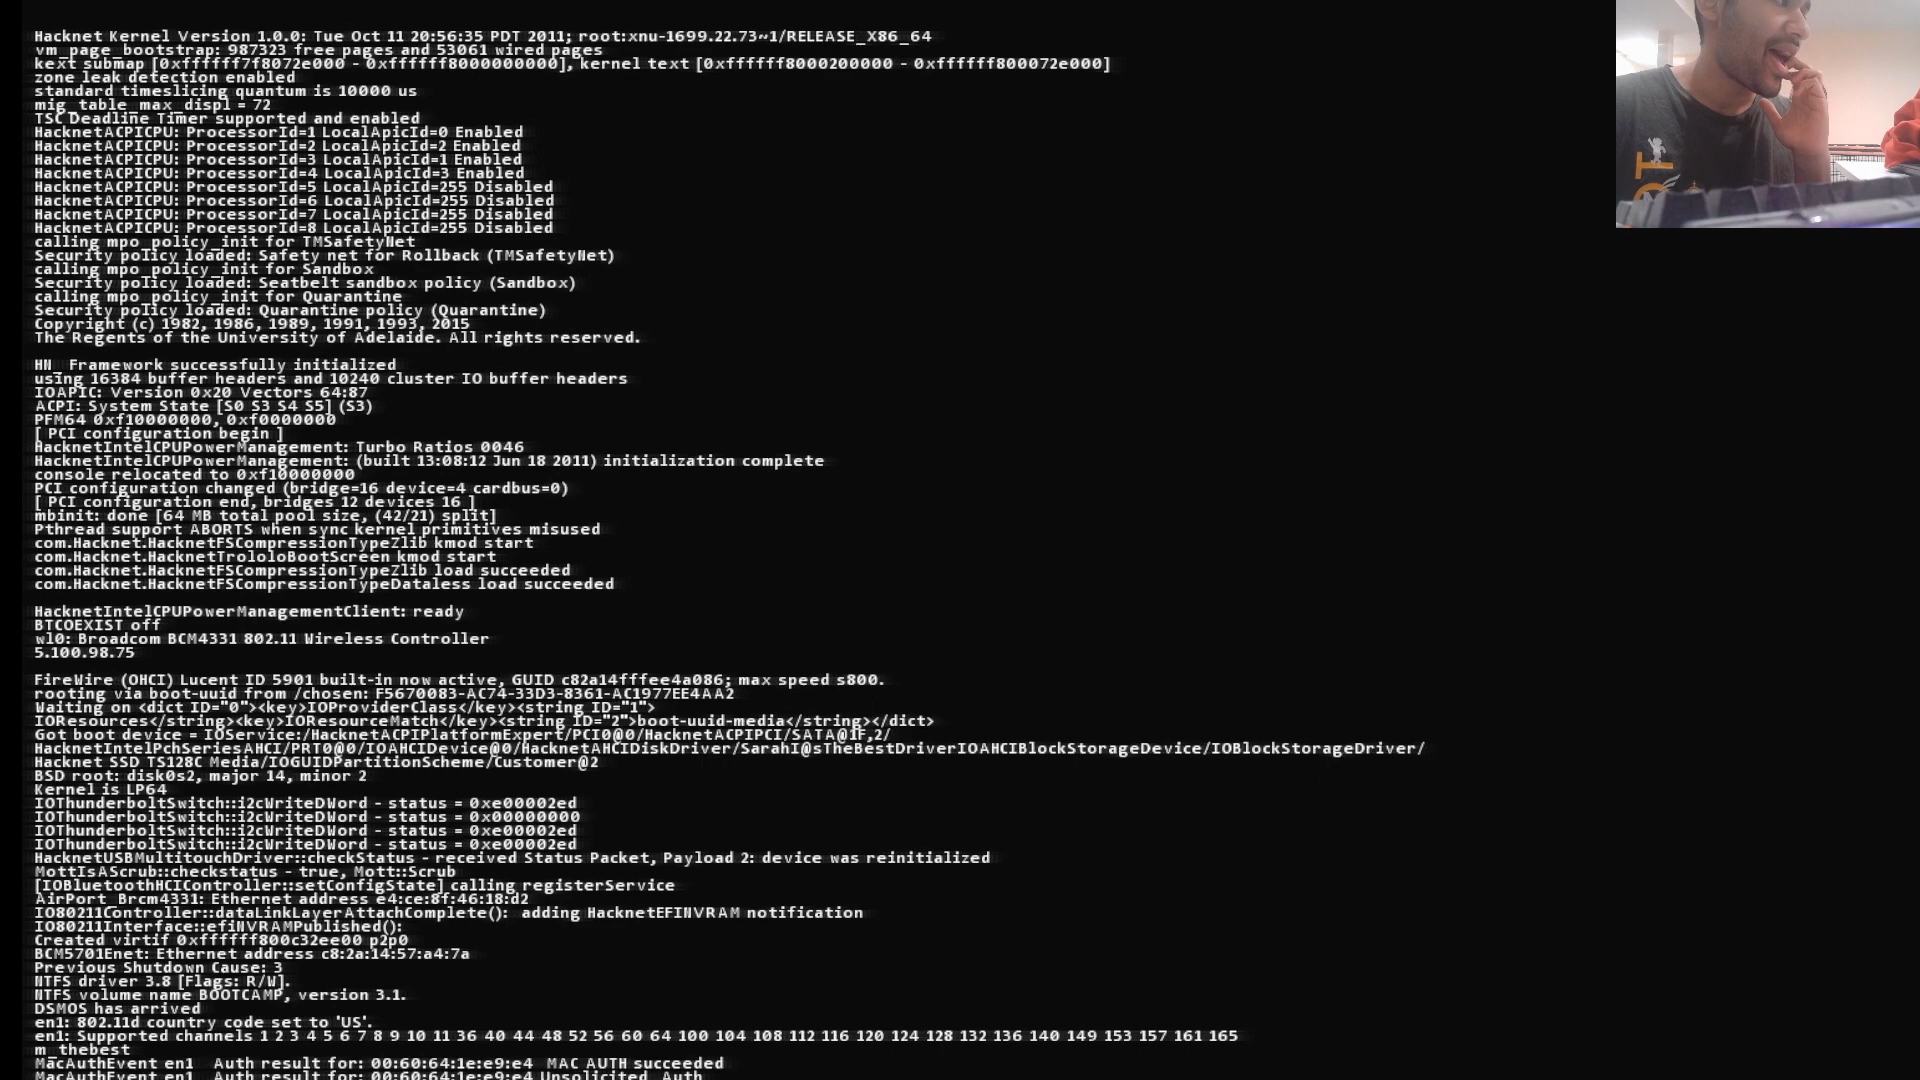 Hacknet Kernel Version 1.0.0: Tue Oct 11 20:56:35 PDT 2011; root:xnu-1699.22.73~1/RELEASE_X86_64
vm_page_bootstrap: 987323 free pages and 53061 wired pages
kext submap [0xffffff7f8072e000 - 0xffffff8000000000], kernel text [0xffffff8000200000 - 0xffffff800072e000]
zone leak detection enabled
standard timeslicing quantum is 10000 us
mig_table_max_displ = 72
TSC Deadline Timer supported and enabled
HacknetACPICPU: ProcessorId=1 LocalApicId=0 Enabled
HacknetACPICPU: ProcessorId=2 LocalApicId=2 Enabled
HacknetACPICPU: ProcessorId=3 LocalApicId=1 Enabled
HacknetACPICPU: ProcessorId=4 LocalApicId=3 Enabled
HacknetACPICPU: ProcessorId=5 LocalApicId=255 Disabled
HacknetACPICPU: ProcessorId=6 LocalApicId=255 Disabled
HacknetACPICPU: ProcessorId=7 LocalApicId=255 Disabled
HacknetACPICPU: ProcessorId=8 LocalApicId=255 Disabled
calling mpo_policy_init for TMSafetyNet
Security policy loaded: Safety net for Rollback (TMSafetyNet)
calling mpo_policy_init for Sandbox
Security policy loaded: Seatbelt sandbox policy (Sandbox)
calling mpo_policy_init for Quarantine
Security policy loaded: Quarantine policy (Quarantine)
Copyright (c) 1982, 1986, 1989, 1991, 1993, 2015
The Regents of the University of Adelaide. All rights reserved.
HN_ Framework successfully initialized
using 16384 buffer headers and 10240 cluster IO buffer headers
IOAPIC: Version 0x20 Vectors 64:87
ACPI: System State [S0 S3 S4 S5] (S3)
PFM64 0xf10000000, 0xf0000000
[ PCI configuration begin ]
HacknetIntelCPUPowerManagement: Turbo Ratios 0046
HacknetIntelCPUPowerManagement: (built 13:08:12 Jun 18 2011) initialization complete
console relocated to 0xf10000000
PCI configuration changed (bridge=16 device=4 cardbus=0)
[ PCI configuration end, bridges 12 devices 16 ]
mbinit: done [64 MB total pool size, (42/21) split]
Pthread support ABORTS when sync kernel primitives misused
com.Hacknet.HacknetFSCompressionTypeZlib kmod start
com.Hacknet.HacknetTrololoBootScreen kmod start
com.Hacknet.HacknetFSCompressionTypeZlib load succeeded
com.Hacknet.HacknetFSCompressionTypeDataless load succeeded
HacknetIntelCPUPowerManagementClient: ready
BTCOEXIST off
wl0: Broadcom BCM4331 802.11 Wireless Controller
5.100.98.75
FireWire (OHCI) Lucent ID 5901 built-in now active, GUID c82a14fffee4a086; max speed s800.
rooting via boot-uuid from /chosen: F5670083-AC74-33D3-8361-AC1977EE4AA2
Waiting on <dict ID="0"><key>IOProviderClass</key><string ID="1">
IOResources</string><key>IOResourceMatch</key><string ID="2">boot-uuid-media</string></dict>
Got boot device = IOService:/HacknetACPIPlatformExpert/PCI0@0/HacknetACPIPCI/SATA@1F,2/
HacknetIntelPchSeriesAHCI/PRT0@0/IOAHCIDevice@0/HacknetAHCIDiskDriver/SarahI@sTheBestDriverIOAHCIBlockStorageDevice/IOBlockStorageDriver/
Hacknet SSD TS128C Media/IOGUIDPartitionScheme/Customer@2
BSD root: disk0s2, major 14, minor 2
Kernel is LP64
IOThunderboltSwitch::i2cWriteDWord - status = 0xe00002ed
IOThunderboltSwitch::i2cWriteDWord - status = 0x00000000
IOThunderboltSwitch::i2cWriteDWord - status = 0xe00002ed
IOThunderboltSwitch::i2cWriteDWord - status = 0xe00002ed
HacknetUSBMultitouchDriver::checkStatus - received Status Packet, Payload 2: device was reinitialized
MottIsAScrub::checkstatus - true, Mott::Scrub
[IOBluetoothHCIController::setConfigState] calling registerService
AirPort_Brcm4331: Ethernet address e4:ce:8f:46:18:d2
IO80211Controller::dataLinkLayerAttachComplete():  adding HacknetEFINVRAM notification
IO80211Interface::efiNVRAMPublished():
Created virtif 0xffffff800c32ee00 p2p0
BCM5701Enet: Ethernet address c8:2a:14:57:a4:7a
Previous Shutdown Cause: 3
NTFS driver 3.8 [Flags: R/W].
NTFS volume name BOOTCAMP, version 3.1.
DSMOS has arrived
en1: 802.11d country code set to 'US'.
en1: Supported channels 1 2 3 4 5 6 7 8 9 10 11 36 40 44 48 52 56 60 64 100 104 108 112 116 120 124 128 132 136 140 149 153 157 161 165
m_thebest
MacAuthEvent en1   Auth result for: 00:60:64:1e:e9:e4  MAC AUTH succeeded
MacAuthEvent en1   Auth result for: 00:60:64:1e:e9:e4 Unsolicited  Auth